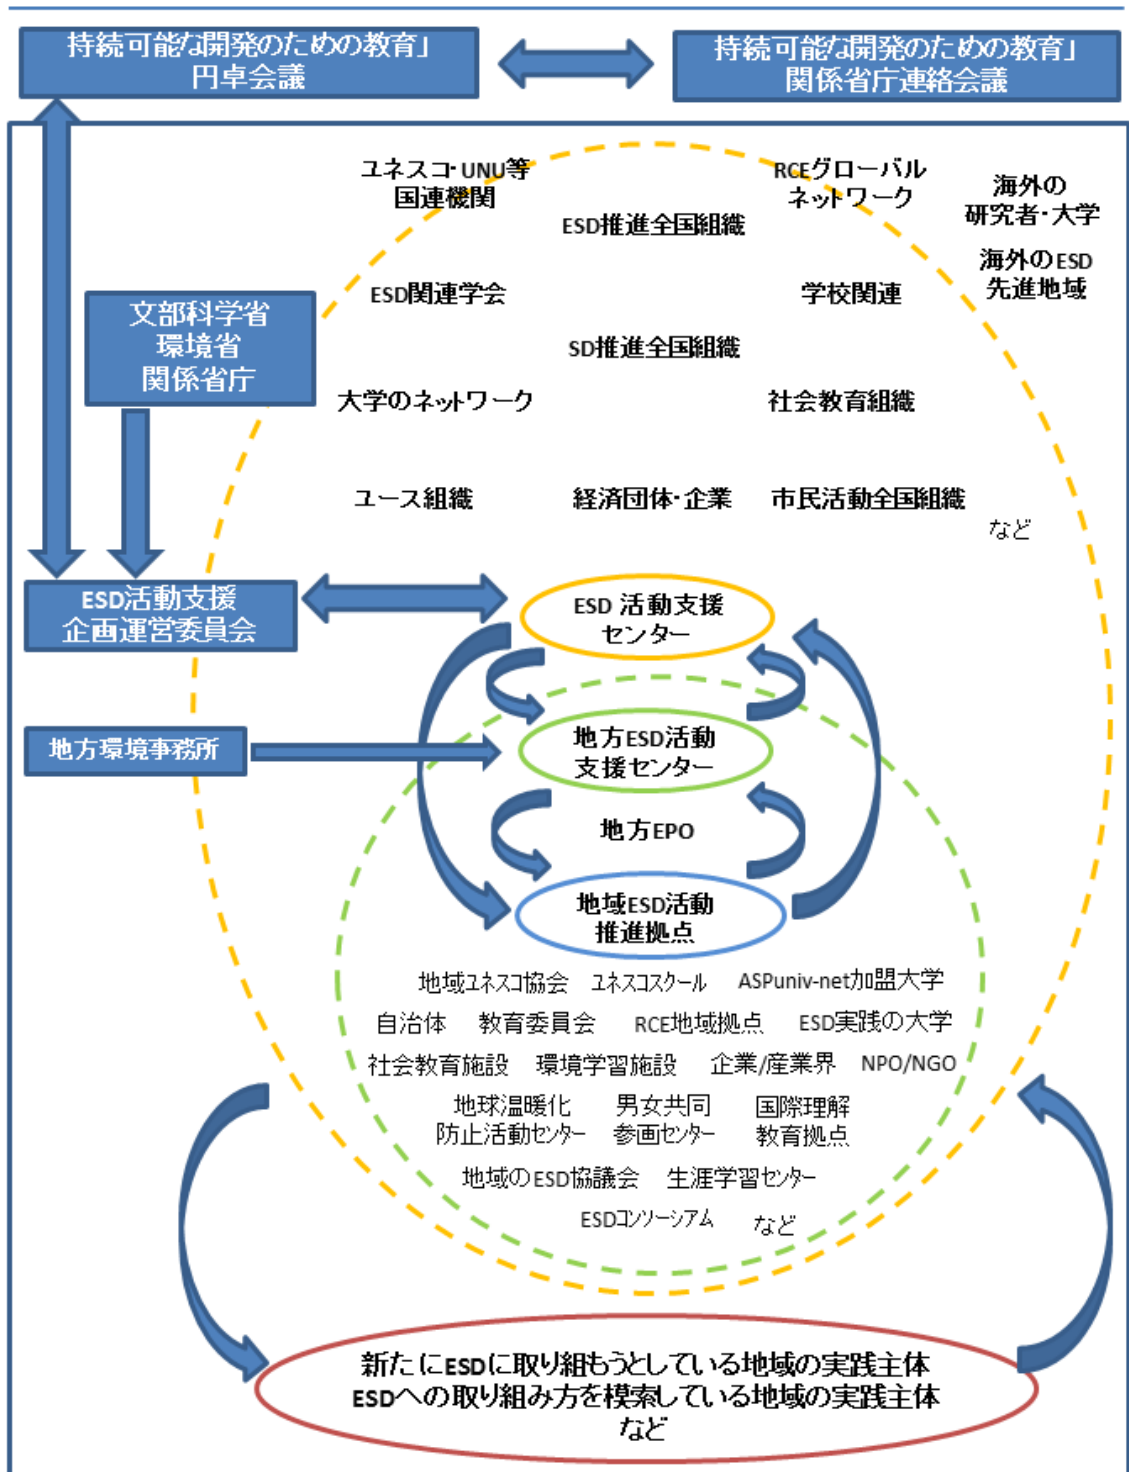 持続可能な開発のための教育」
円卓会議
持続可能な開発のための教育」
関係省庁連絡会議
ユネスコ・UNU等
国連機関
RCEグローバル
ネットワーク
海外の
研究者・大学
ESD推進全国組織
海外のESD
先進地域
ESD関連学会
学校関連
文部科学省
環境省
関係省庁
SD推進全国組織
大学のネットワーク
社会教育組織
ユース組織
経済団体・企業
市民活動全国組織
など
ESD活動支援
企画運営委員会
ESD 活動支援
センター
地方環境事務所
地方ESD活動
支援センター
地方EPO
地域ESD活動
推進拠点
地域ユネスコ協会 ユネスコスクール ASPuniv-net加盟大学
自治体 教育委員会 RCE地域拠点 ESD実践の大学
社会教育施設 環境学習施設 企業/産業界 NPO/NGO
地球温暖化
防止活動センター
男女共同
参画センター
国際理解
教育拠点
地域のESD協議会 生涯学習センター
ESDコンソーシアム など
新たにESDに取り組もうとしている地域の実践主体
ESDへの取り組み方を模索している地域の実践主体
など